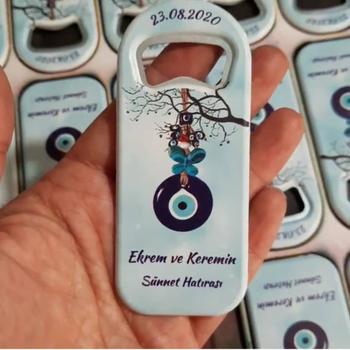 23.08.2020
Ekrem ve Keremin
Sünnet Hatırası